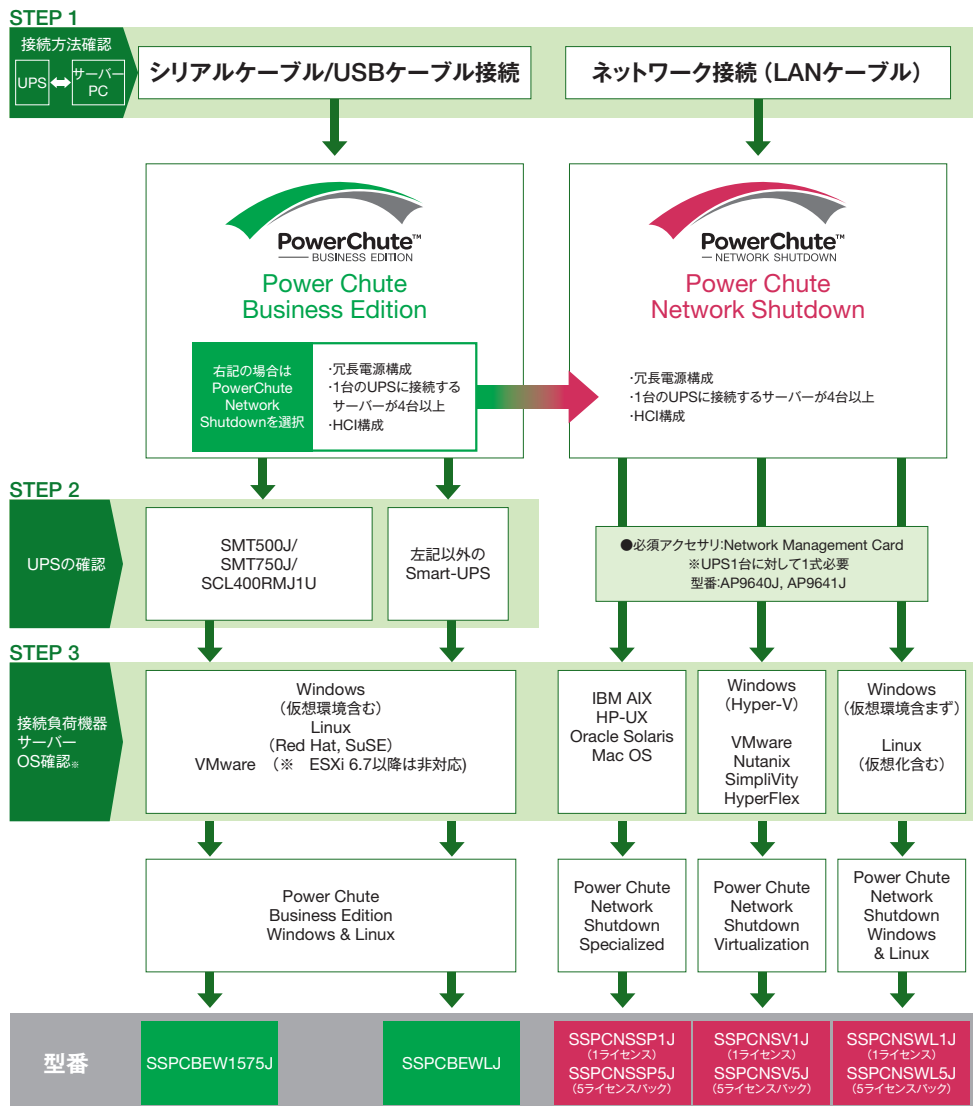 STEP 1
接続方法確認
UPS
サーバー
PC
シリアルケーブル/USBケーブル接続
ネットワーク接続（LANケーブル）
PowerChute™
BUSINESS EDITION
Power Chute
Business Edition
右記の場合は
PowerChute
Network
Shutdownを選択
・冗長電源構成
・1台のUPSに接続する
サーバーが4台以上
・HCI構成
PowerChute™
NETWORK SHUTDOWN
Power Chute
Network Shutdown
・冗長電源構成
・1台のUPSに接続するサーバーが4台以上
・HCI構成
STEP 2
UPSの確認
SMT500J/
SMT750J/
SCL400RMJ1U
左記以外の
Smart-UPS
●必須アクセサリ:Network Management Card
※UPS1台に対して1式必要
型番:AP9640J, AP9641J
STEP 3
接続負荷機器
サーバー
OS確認※
Windows
（仮想環境含む）
Linux
（Red Hat, SuSE）
VMware （※ ESXi 6.7以降は非対応)
IBM AIX
HP-UX
Oracle Solaris
Mac OS
Windows
（Hyper-V）
VMware
Nutanix
SimpliVity
HyperFlex
Windows
（仮想環境含まず）
Linux
（仮想化含む）
Power Chute
Business Edition
Windows & Linux
Power Chute
Network
Shutdown
Specialized
Power Chute
Network
Shutdown
Virtualization
Power Chute
Network
Shutdown
Windows
& Linux
型番
SSPCBEW1575J
SSPCBEWLJ
SSPCNSSP1J
（1ライセンス）
SSPCNSSP5J
（5ライセンスパック）
SSPCNSV1J
（1ライセンス）
SSPCNSV5J
（5ライセンスパック）
SSPCNSWL1J
（1ライセンス）
SSPCNSWL5J
（5ライセンスパック）